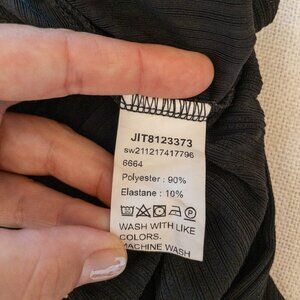 JIT8123373
sw211217417796
6664
Polyester : 90%
Elastane : 10%
WASH WITH LIKE
COLORS.
MACHINE WASH